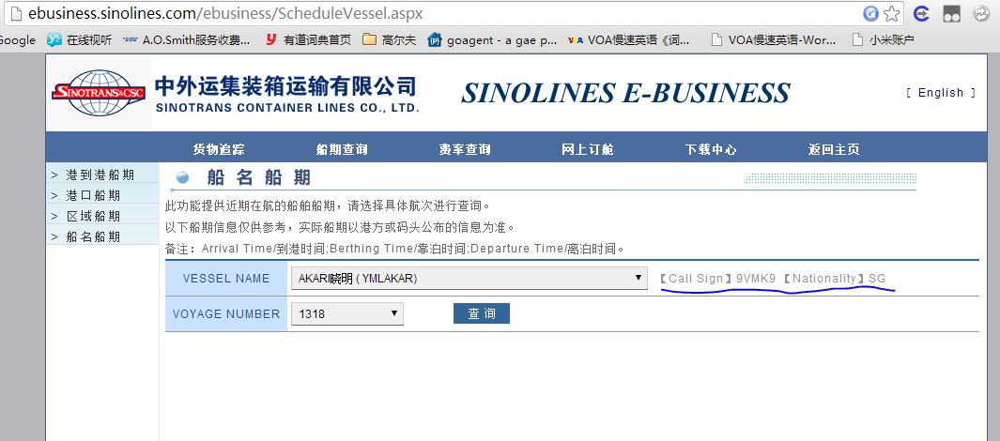 ebusiness.sinolines.com/ebusiness/ScheduleVessel.aspx
Google 在线视听 A.O.Smith服务收费... 有道词典首页 高尔夫 goagent - a gae p... VOA慢速英语《词... VOA慢速英语-Wor... 小米账户
SINOTRANS&CSC
中外运集装箱运输有限公司
SINOTRANS CONTAINER LINES CO., LTD.
SINOLINES E-BUSINESS
[ English ]
货物追踪 船期查询 费率查询 网上订舱 下载中心 返回主页
> 港到港船期
> 港口船期
> 区域船期
> 船名船期
船 名 船 期
此功能提供近期在航的船舶船期，请选择具体航次进行查询。
以下船期信息仅供参考，实际船期以港方或码头公布的信息为准。
备注：Arrival Time/到港时间;Berthing Time/靠泊时间;Departure Time/离泊时间。
VESSEL NAME AKARI晓明 ( YMLAKAR) 【Call Sign】9VMK9 【Nationality】SG
VOYAGE NUMBER 1318 查 询